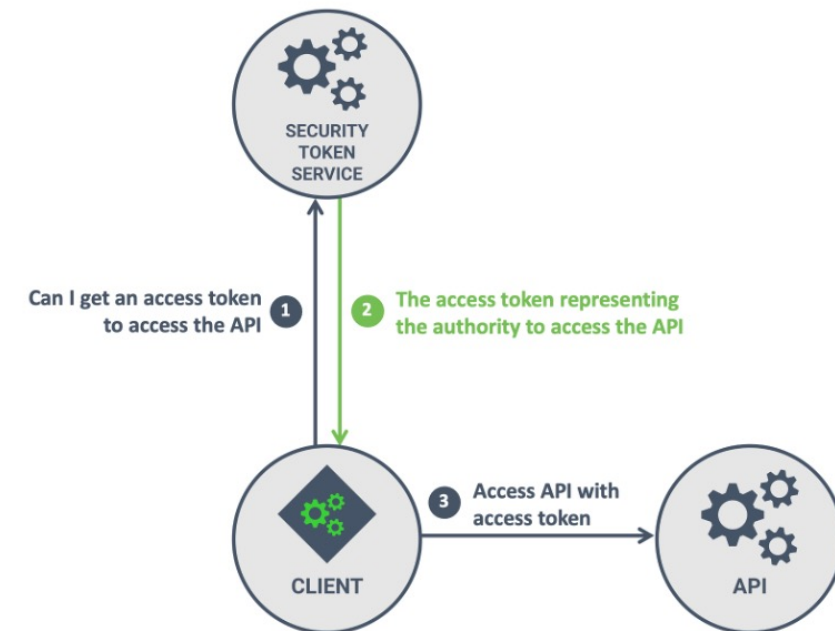 SECURITY
TOKEN
SERVICE
Can I get an access token
to access the API
1
2
The access token representing
the authority to access the API
3
Access API with
access token
CLIENT
API